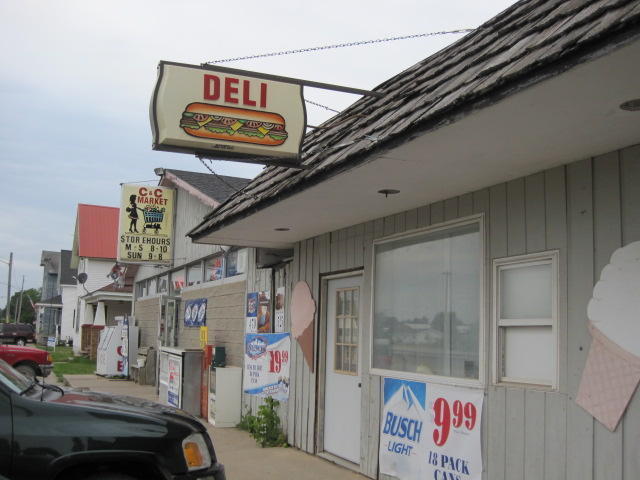 DELI
C & C
MARKET
STOR EHOURS
M - S 8 - 10
SUN 9 - 8
19 99
BUSCH
LIGHT
9 99
18 PACK
CANS